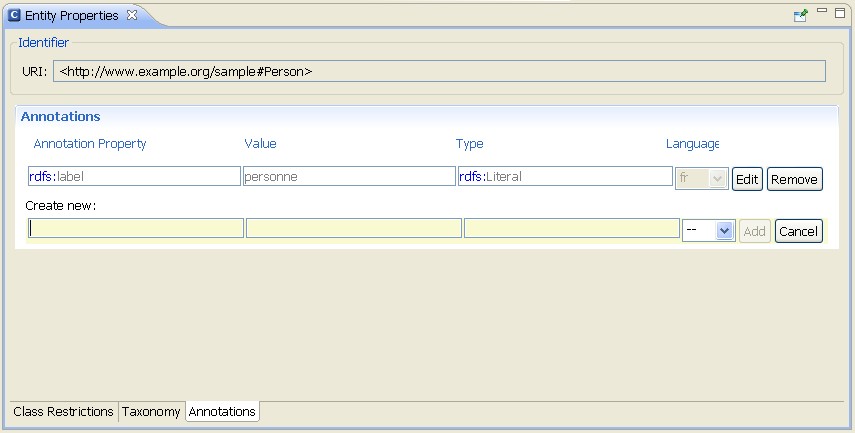 C Entity Properties
Identifier
URI: <http://www.example.org/sample#Person>
Annotations
Annotation Property Value Type Language
rdfs:label personne rdfs:Literal fr Edit Remove
Create new:
-- Add Cancel
Class Restrictions Taxonomy Annotations